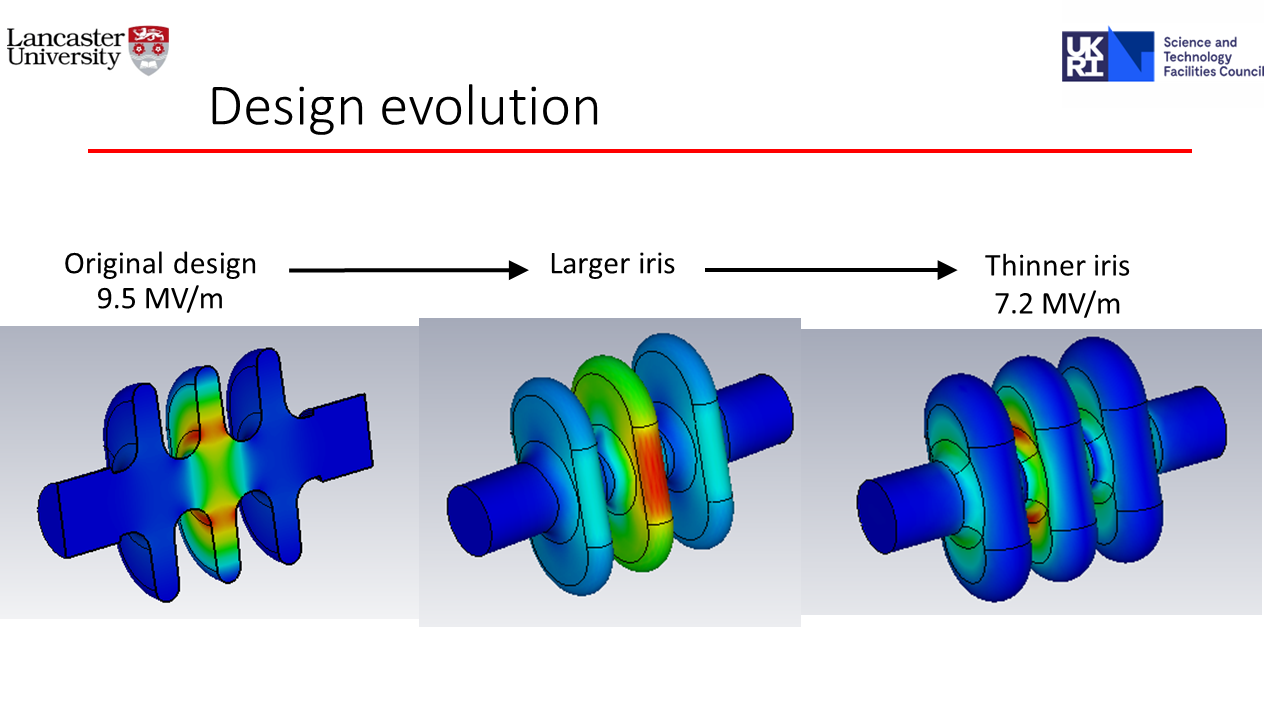 Lancaster
University
UK
RI
Science and
Technology
Facilities Council
Design evolution
Original design
9.5 MV/m
Larger iris
Thinner iris
7.2 MV/m